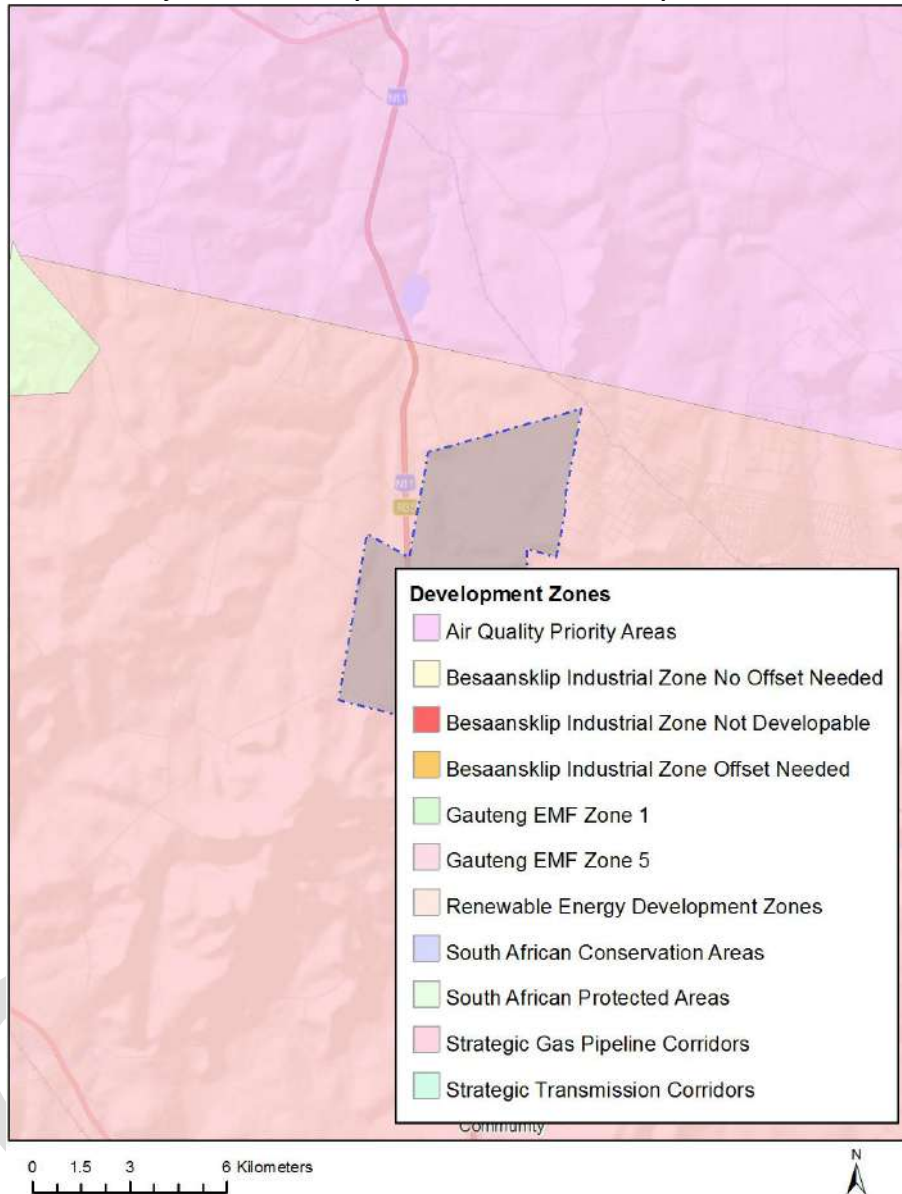 N11
N11
Development Zones
Air Quality Priority Areas
Besaansklip Industrial Zone No Offset Needed
Besaansklip Industrial Zone Not Developable
Besaansklip Industrial Zone Offset Needed
Gauteng EMF Zone 1
Gauteng EMF Zone 5
Renewable Energy Development Zones
South African Conservation Areas
South African Protected Areas
Strategic Gas Pipeline Corridors
Strategic Transmission Corridors
Community
0 1.5 3 6 Kilometers
N